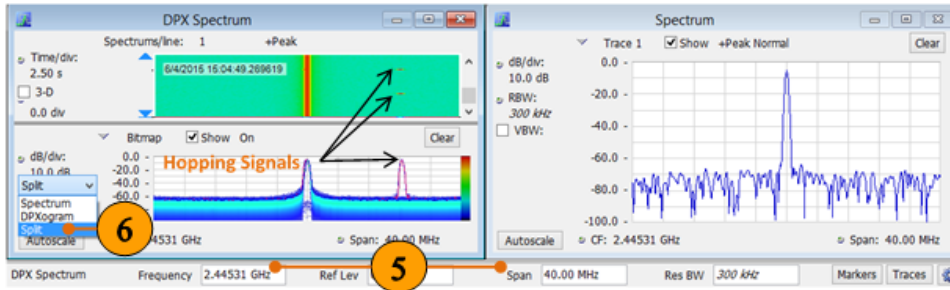 DPX Spectrum
Spectrums/line: 1 +Peak
Time/div:
2.50 s
3-D
0.0 div
6/4/2015 15:04:49.269619
Bitmap Show On
Clear
dB/div:
10.0 dB
Split
Spectrum
DPXogram
Split
Autoscale
0.0
-20.0
-40.0
-60.0
Hopping Signals
4531 GHz
Span: 40.00 MHz
6
Spectrum
Trace 1 Show +Peak Normal
Clear
dB/div:
10.0 dB
RBW:
300 kHz
VBW:
0.0
-20.0
-40.0
-60.0
-80.0
-100.0
Autoscale CF: 2.44531 GHz Span: 40.00 MHz
DPX Spectrum Frequency 2.44531 GHz Ref Lev 5 Span 40.00 MHz Res BW 300 kHz Markers Traces